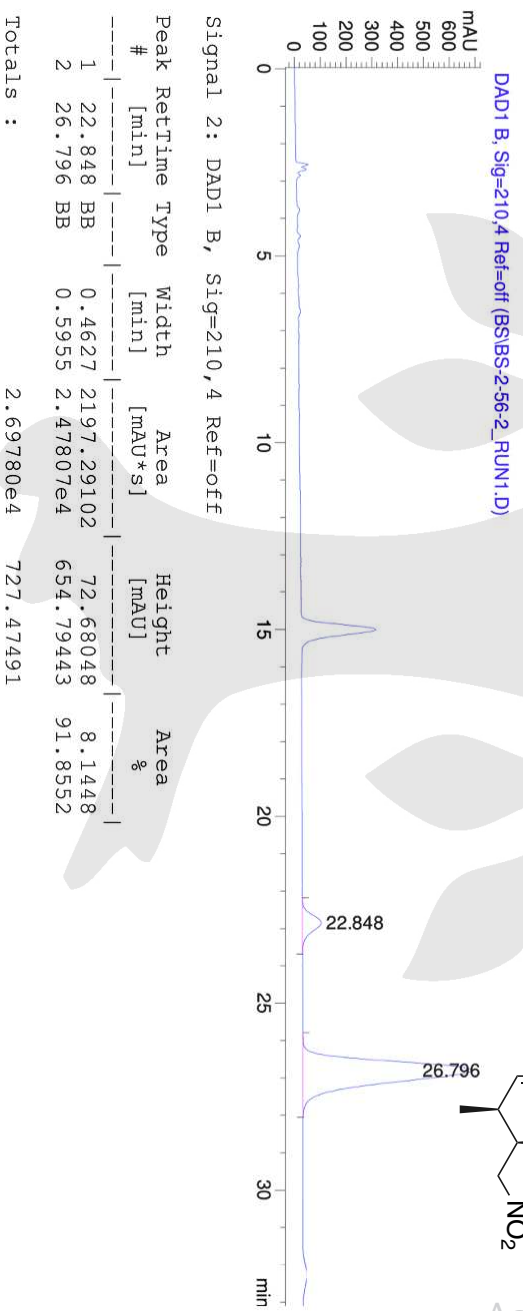 DAD1 B, Sig=210,4 Ref=off (BS\BS-2-56-2_RUN1.D)
mAU
600
500
400
300
200
100
0
22.848
26.796
0
5
10
15
20
25
30
min
NO2
Signal 2: DAD1 B, Sig=210,4 Ref=off
Peak RetTime Type Width Area Height Area
# [min] [min] [mAU*s] [mAU] %
----|-------|----|-------|----------|----------|--------|
1 22.848 BB 0.4627 2197.29102 72.68048 8.1448
2 26.796 BB 0.5955 2.47807e4 654.79443 91.8552
Totals : 2.69780e4 727.47491